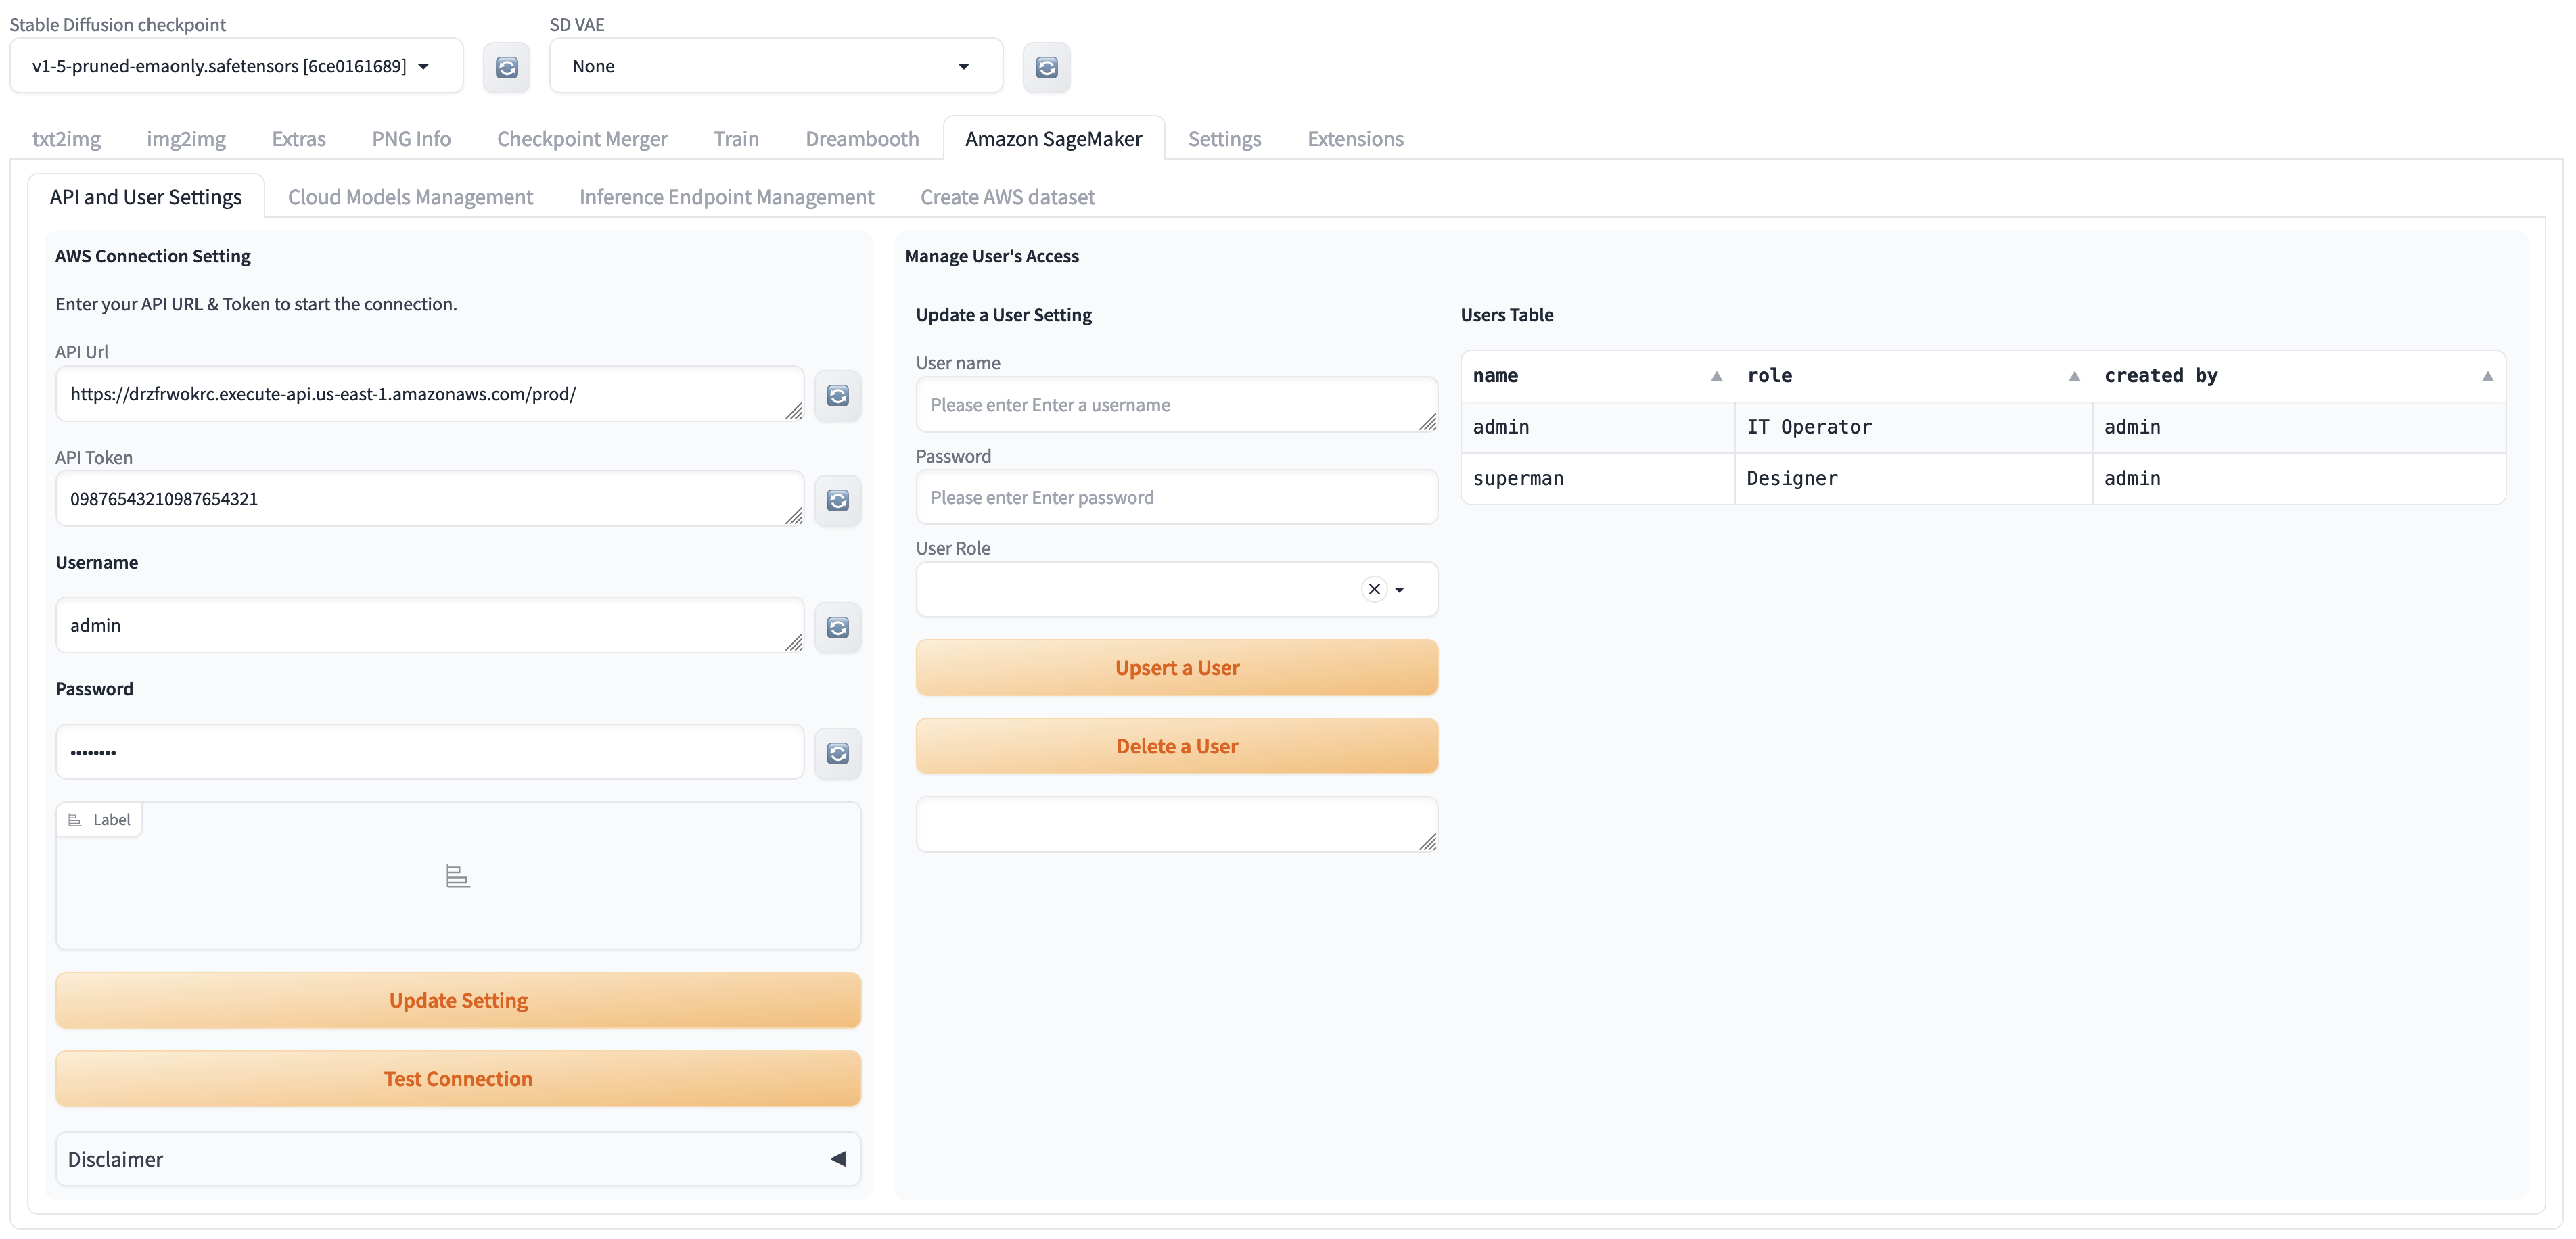 Stable Diffusion checkpoint
SD VAE
v1-5-pruned-emaonly.safetensors [6ce0161689]
None
txt2img img2img Extras PNG Info Checkpoint Merger Train Dreambooth Amazon SageMaker Settings Extensions
API and User Settings Cloud Models Management Inference Endpoint Management Create AWS dataset
AWS Connection Setting
Enter your API URL & Token to start the connection.
API Url
https://drzfrwokrc.execute-api.us-east-1.amazonaws.com/prod/
API Token
09876543210987654321
Username
admin
Password
••••••••
Label
Update Setting
Test Connection
Disclaimer
Manage User's Access
Update a User Setting
User name
Please enter Enter a username
Password
Please enter Enter password
User Role
Upsert a User
Delete a User
Users Table
name role created by
admin IT Operator admin
superman Designer admin